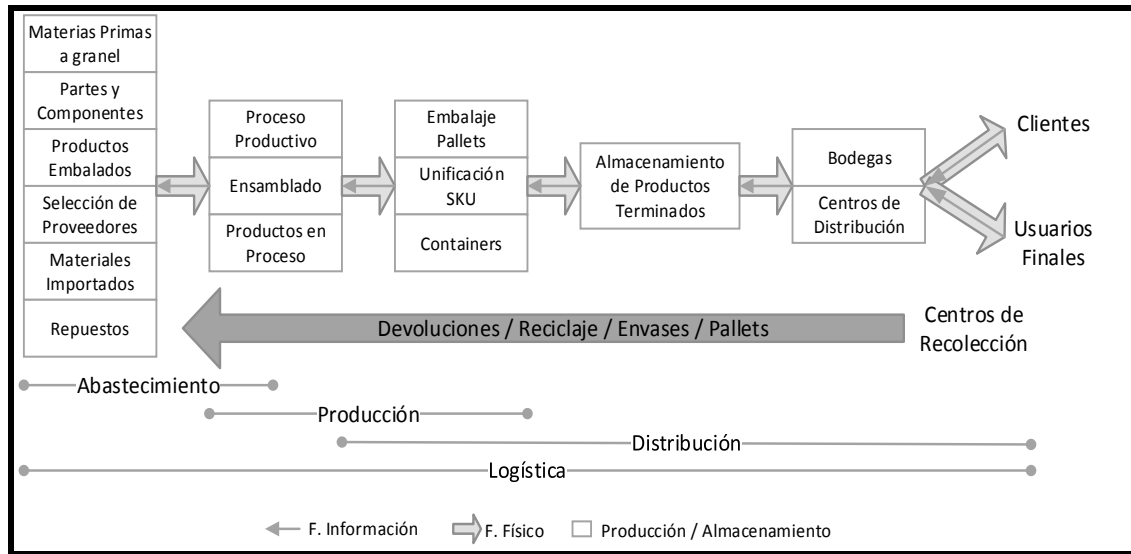 Materias Primas
a granel
Partes y
Componentes
Productos
Embalados
Selección de
Proveedores
Materiales
Importados
Repuestos
Proceso
Productivo
Ensamblado
Productos en
Proceso
Embalaje
Pallets
Unificación
SKU
Containers
Almacenamiento
de Productos
Terminados
Bodegas
Centros de
Distribución
Clientes
Usuarios
Finales
Devoluciones / Reciclaje / Envases / Pallets
Centros de
Recolección
Abastecimiento
Producción
Distribución
Logística
F. Información
F. Físico
Producción / Almacenamiento